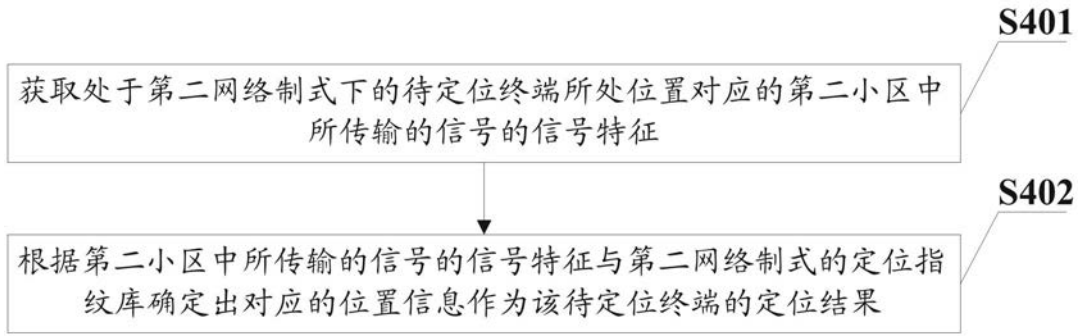 S401
获取处于第二网络制式下的待定位终端所处位置对应的第二小区中
所传输的信号的信号特征
S402
根据第二小区中所传输的信号的信号特征与第二网络制式的定位指
纹库确定出对应的位置信息作为该待定位终端的定位结果